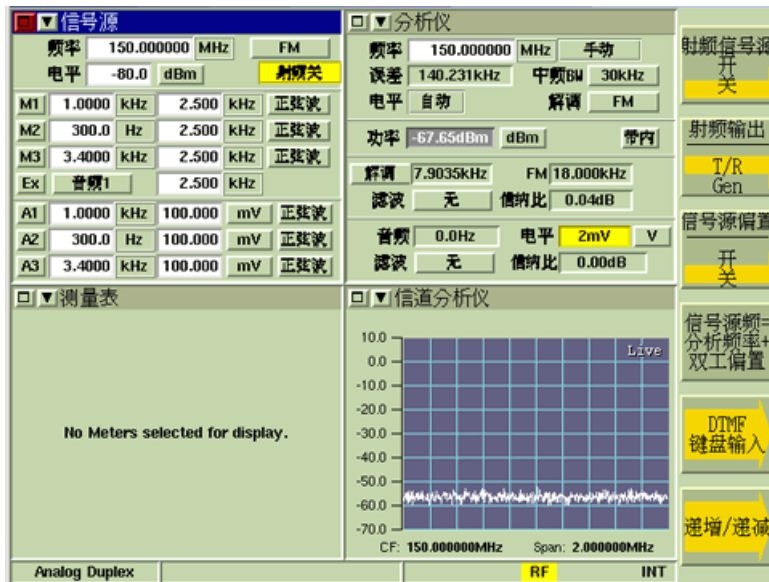 信号源
频率 150.000000 MHz FM
电平 -80.0 dBm 射频关
M1 1.0000 kHz 2.500 kHz 正弦波
M2 300.0 Hz 2.500 kHz 正弦波
M3 3.4000 kHz 2.500 kHz 正弦波
Ex 音频1 2.500 kHz
A1 1.0000 kHz 100.000 mV 正弦波
A2 300.0 Hz 100.000 mV 正弦波
A3 3.4000 kHz 100.000 mV 正弦波
分析仪
频率 150.000000 MHz 手动
误差 140.231kHz 中频BW 30kHz
电平 自动 解调 FM
功率 -67.65dBm dBm 带内
解调 7.9035kHz FM 18.000kHz
滤波 无 信纳比 0.04dB
音频 0.0Hz 电平 2mV V
滤波 无 信纳比 0.00dB
测量表
No Meters selected for display.
信道分析仪
Live
10.0
0.0
-10.0
-20.0
-30.0
-40.0
-50.0
-60.0
-70.0
CF: 150.000000MHz Span: 2.000000MHz
射频信号源
开
关
射频输出
T/R
Gen
信号源偏置
开
关
信号源频=
分析频率+
双工偏置
DTMF
键盘输入
递增/递减
Analog Duplex RF INT